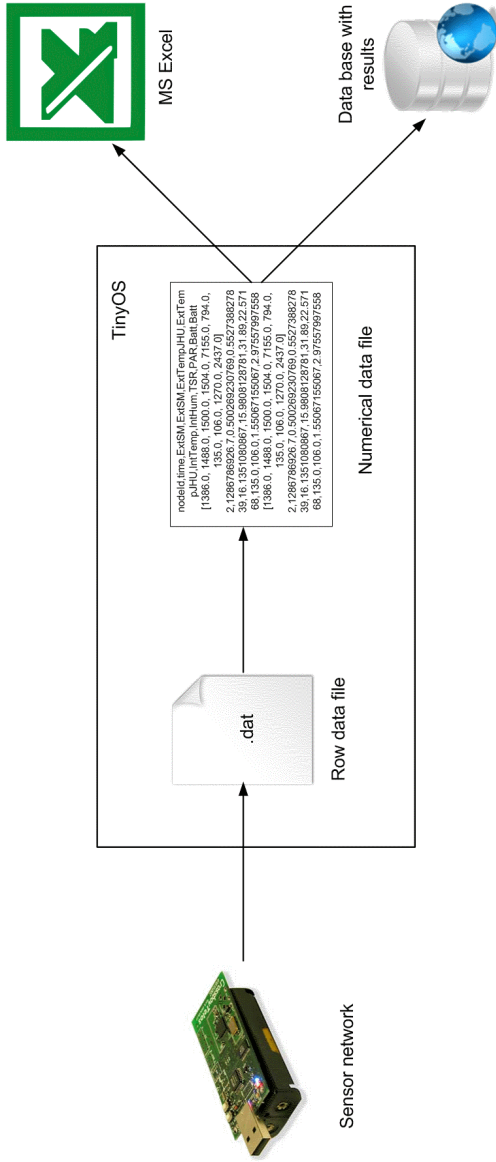 Sensor network
TinyOS
.dat
Row data file
nodeId,time,ExtSM,ExtSM,ExtTempJHU,ExtTem
pJHU,IntTemp,IntHum,TSR,PAR,Batt,Batt
[1386.0, 1488.0, 1500.0, 1504.0, 7155.0, 794.0,
135.0, 106.0, 1270.0, 2437.0]
2,1286786926.7,0.500269230769,0.5527388278
39,16.1351080867,15.9808128781,31.89,22.571
68,135.0,106.0,1.55067155067,2.97557997558
[1386.0, 1488.0, 1500.0, 1504.0, 7155.0, 794.0,
135.0, 106.0, 1270.0, 2437.0]
2,1286786926.7,0.500269230769,0.5527388278
39,16.1351080867,15.9808128781,31.89,22.571
68,135.0,106.0,1.55067155067,2.97557997558
Numerical data file
MS Excel
Data base with
results